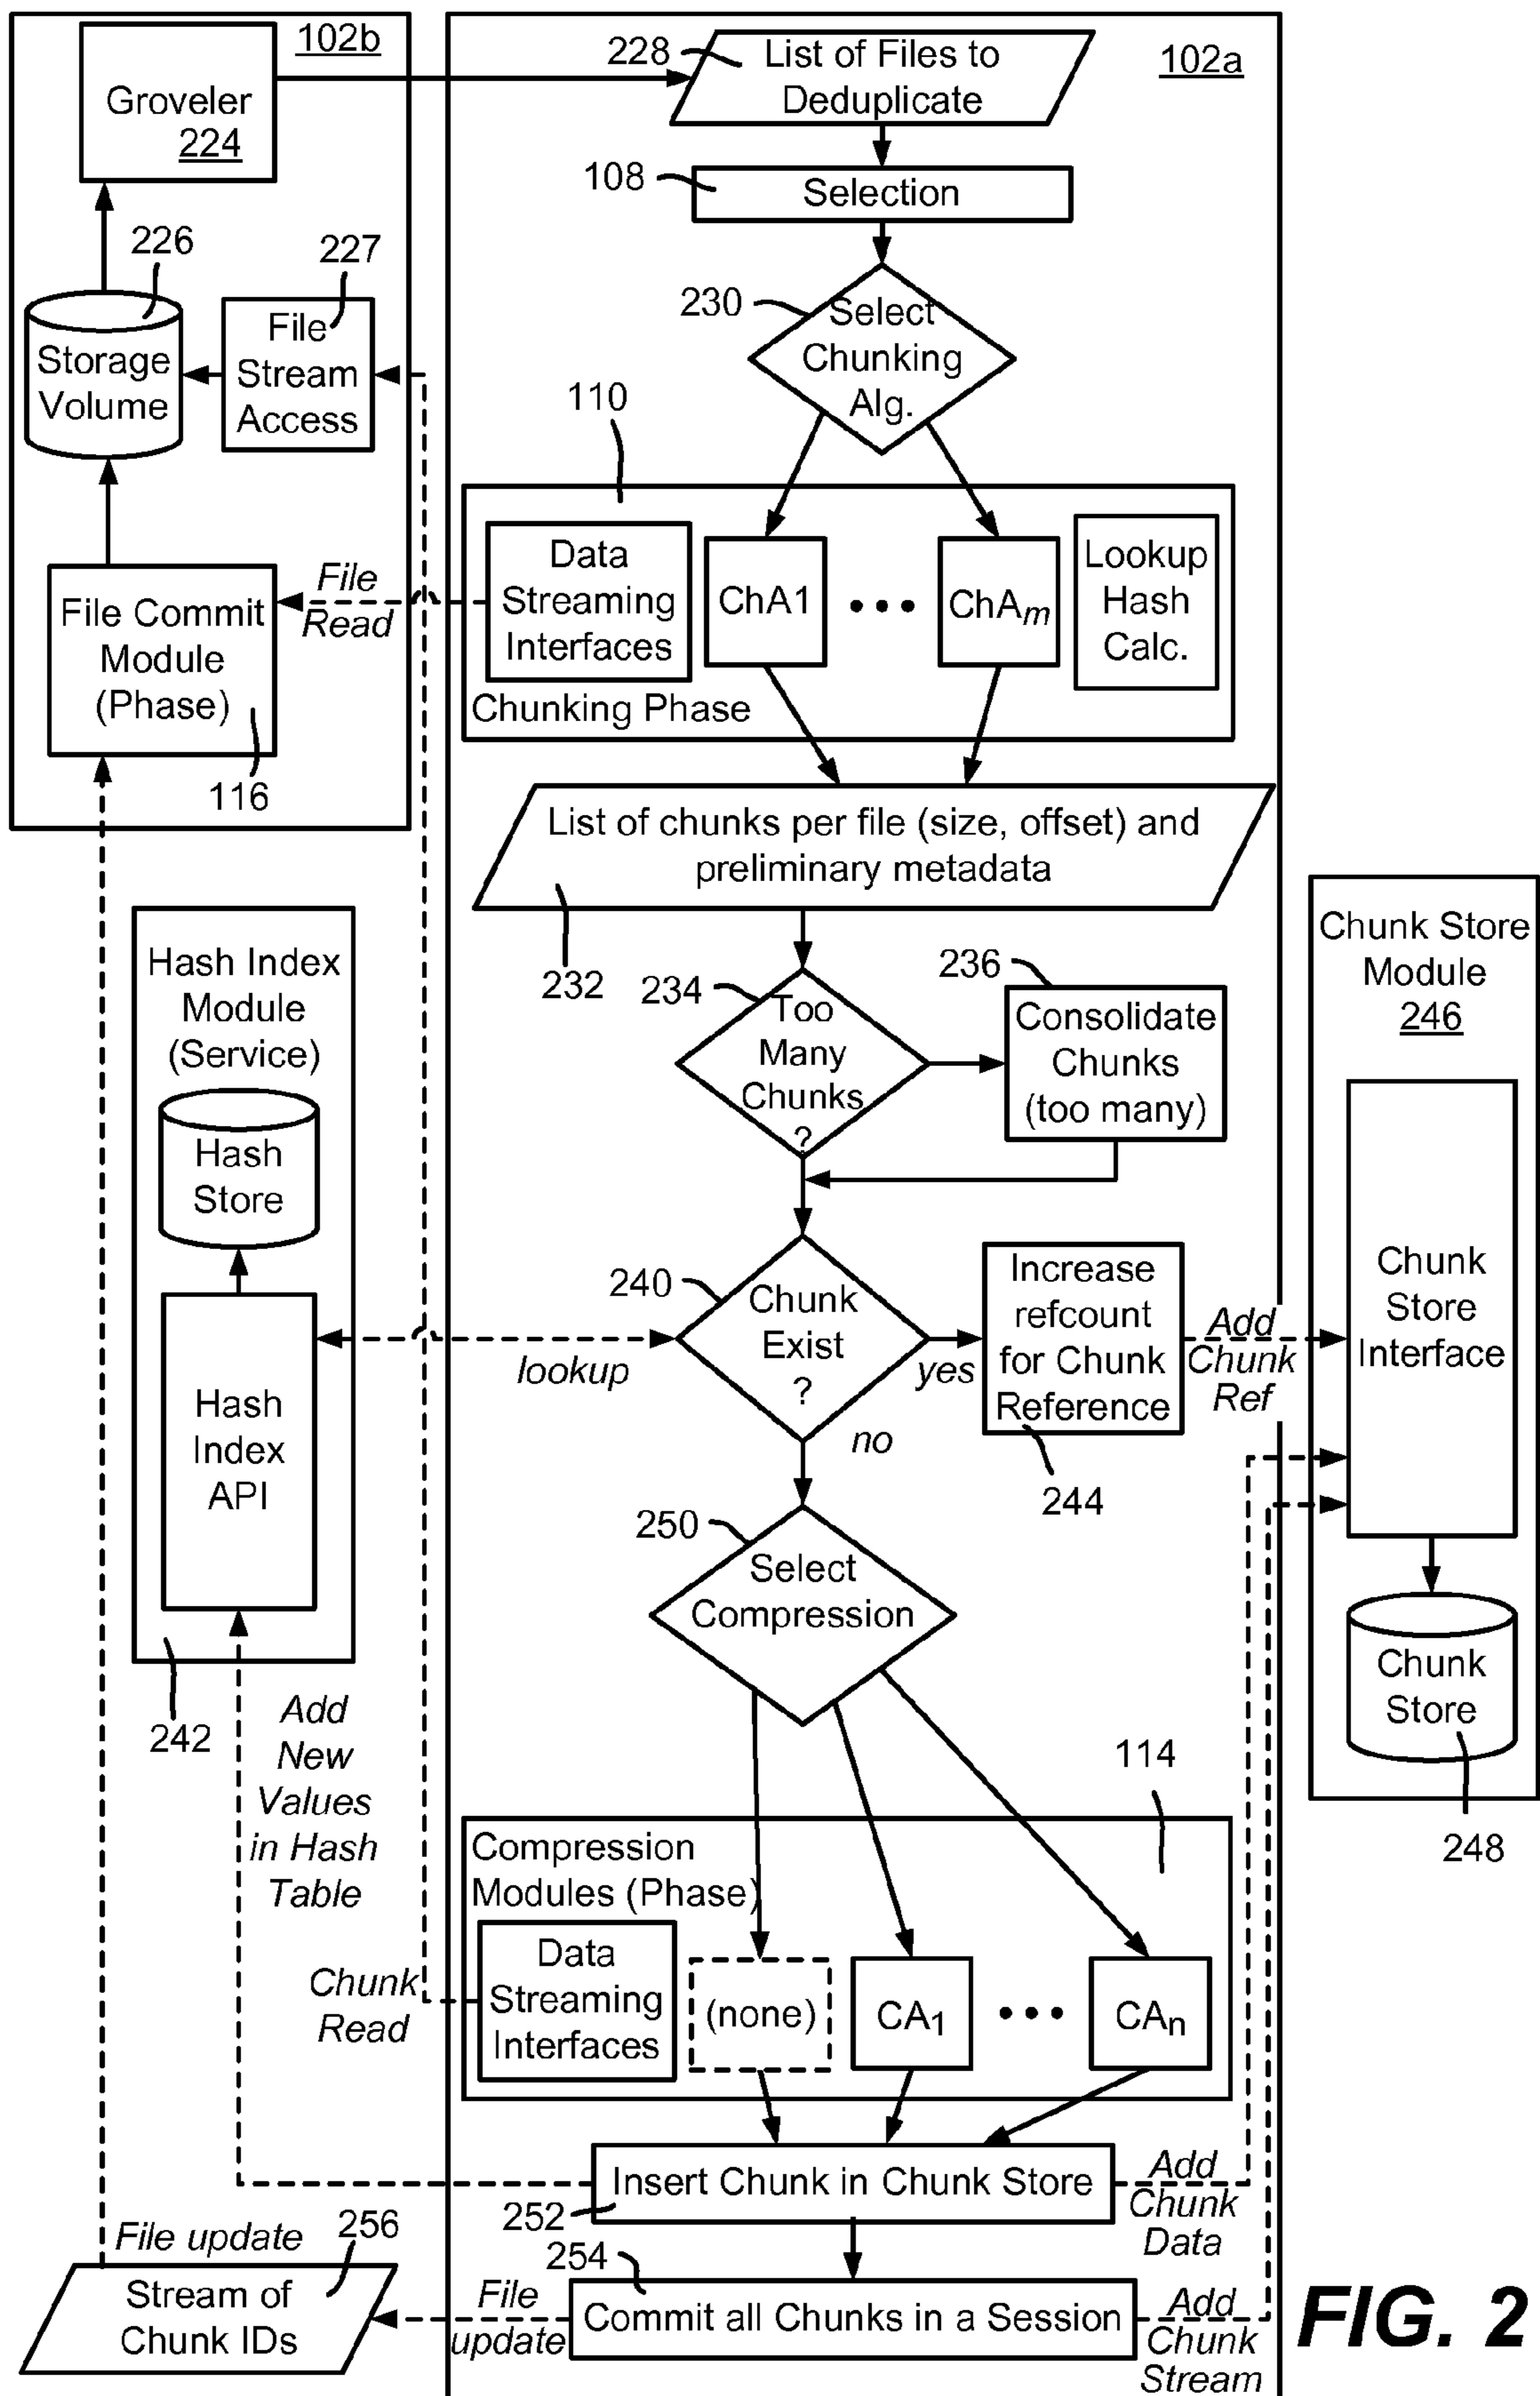 102b
Groveler
224
226
227
Storage
Volume
File
Stream
Access
File Commit
Module
(Phase)
116
File
Read
228
List of Files to
Deduplicate
102a
108
Selection
230
Select
Chunking
Alg.
110
Data
Streaming
Interfaces
ChA1
•••
ChAm
Lookup
Hash
Calc.
Chunking Phase
List of chunks per file (size, offset) and
preliminary metadata
232
234
Too
Many
Chunks
?
236
Consolidate
Chunks
(too many)
Hash Index
Module
(Service)
Hash
Store
Hash
Index
API
242
lookup
240
Chunk
Exist
?
yes
no
Increase
refcount
for Chunk
Reference
244
Add
Chunk
Ref
Chunk Store
Module
246
Chunk
Store
Interface
Chunk
Store
248
250
Select
Compression
114
Compression
Modules (Phase)
Data
Streaming
Interfaces
(none)
CA1
•••
CAn
Add
New
Values
in Hash
Table
Chunk
Read
Insert Chunk in Chunk Store
252
Add
Chunk
Data
254
Commit all Chunks in a Session
Add
Chunk
Stream
File update
256
Stream of
Chunk IDs
File
update
FIG. 2